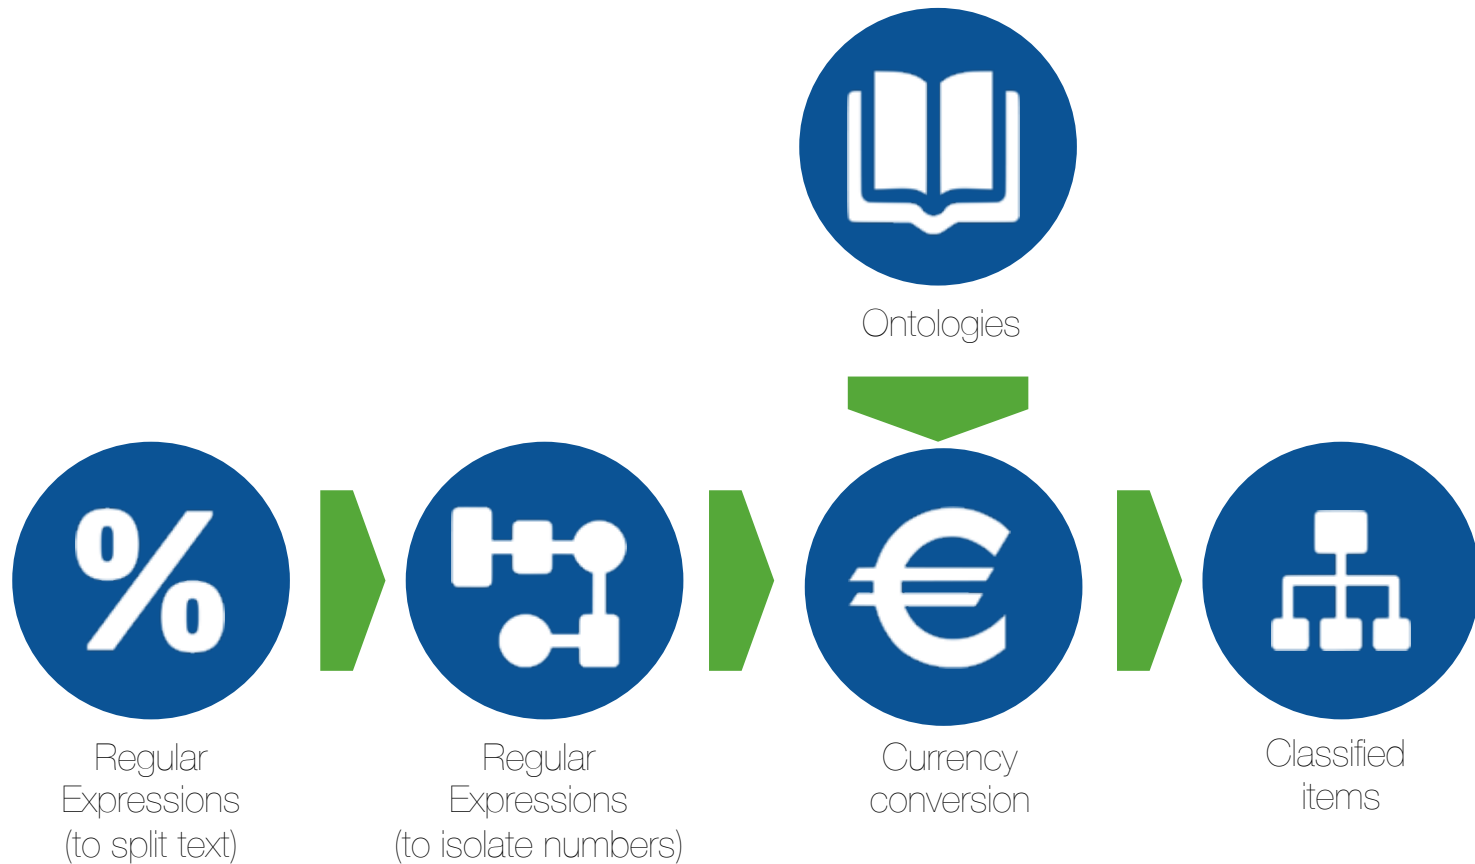 Ontologies
Regular
Expressions
(to split text)
Regular
Expressions
(to isolate numbers)
Currency
conversion
Classified
items
%
€